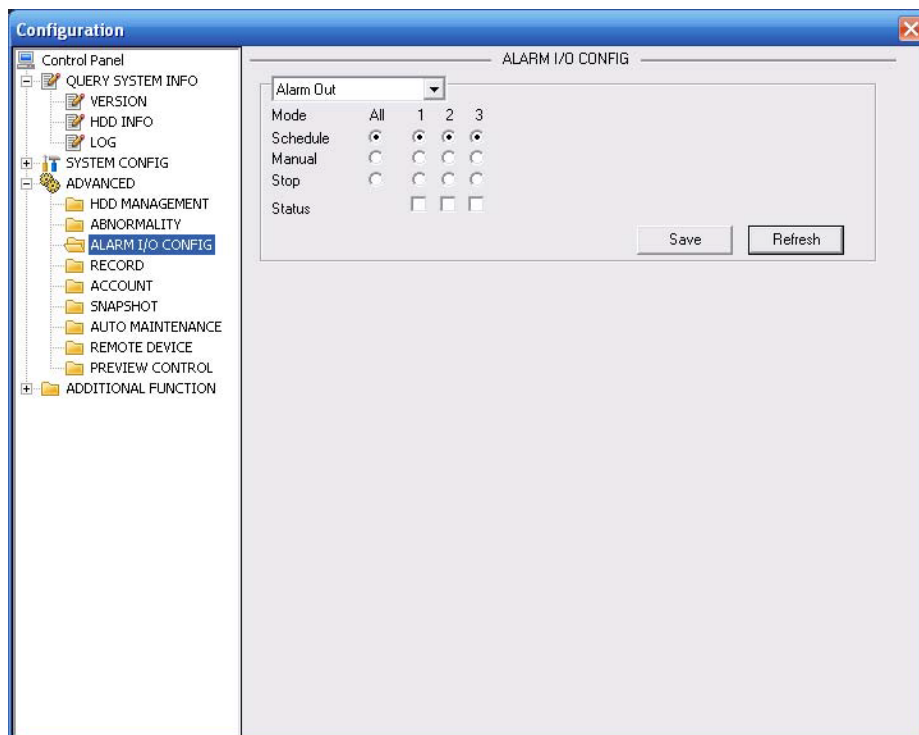 Configuration
Control Panel
QUERY SYSTEM INFO
VERSION
HDD INFO
LOG
SYSTEM CONFIG
ADVANCED
HDD MANAGEMENT
ABNORMALITY
ALARM I/O CONFIG
RECORD
ACCOUNT
SNAPSHOT
AUTO MAINTENANCE
REMOTE DEVICE
PREVIEW CONTROL
ADDITIONAL FUNCTION
ALARM I/O CONFIG
Alarm Out
Mode All 1 2 3
Schedule
Manual
Stop
Status
Save Refresh